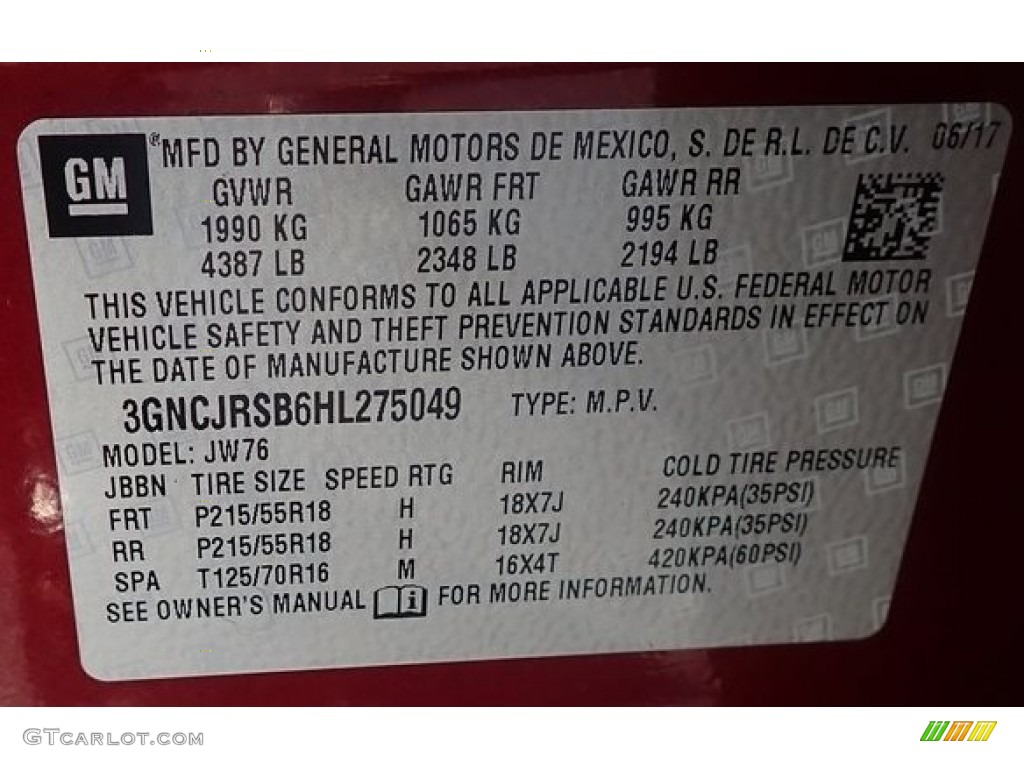 GM ® MFD BY GENERAL MOTORS DE MEXICO, S. DE R.L. DE C.V. 06/17
GVWR GAWR FRT GAWR RR
1990 KG 1065 KG 995 KG
4387 LB 2348 LB 2194 LB
THIS VEHICLE CONFORMS TO ALL APPLICABLE U.S. FEDERAL MOTOR
VEHICLE SAFETY AND THEFT PREVENTION STANDARDS IN EFFECT ON
THE DATE OF MANUFACTURE SHOWN ABOVE.
3GNCJRSB6HL275049 TYPE: M.P.V.
MODEL: JW76
JBBN TIRE SIZE SPEED RTG RIM COLD TIRE PRESSURE
FRT P215/55R18 H 18X7J 240KPA(35PSI)
RR P215/55R18 H 18X7J 240KPA(35PSI)
SPA T125/70R16 M 16X4T 420KPA(60PSI)
SEE OWNER'S MANUAL i FOR MORE INFORMATION.
GTCARLOT.COM